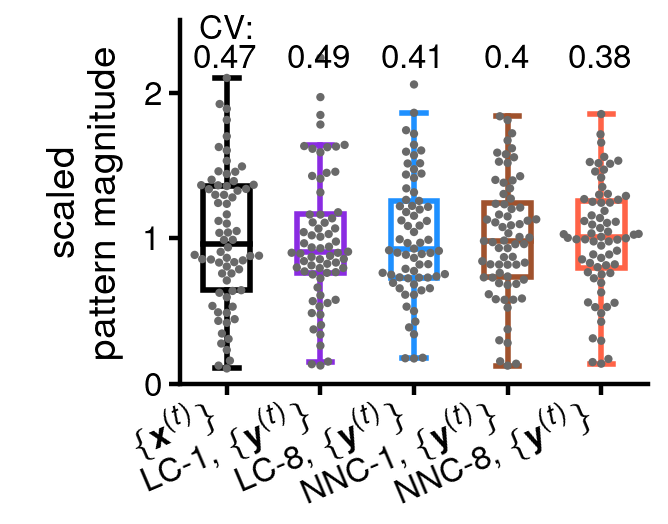 CV:
0.47 0.49 0.41 0.4 0.38
scaled
pattern magnitude
2
1
0
{x^(t)}
LC-1, {y^(t)}
LC-8, {y^(t)}
NNC-1, {y^(t)}
NNC-8, {y^(t)}